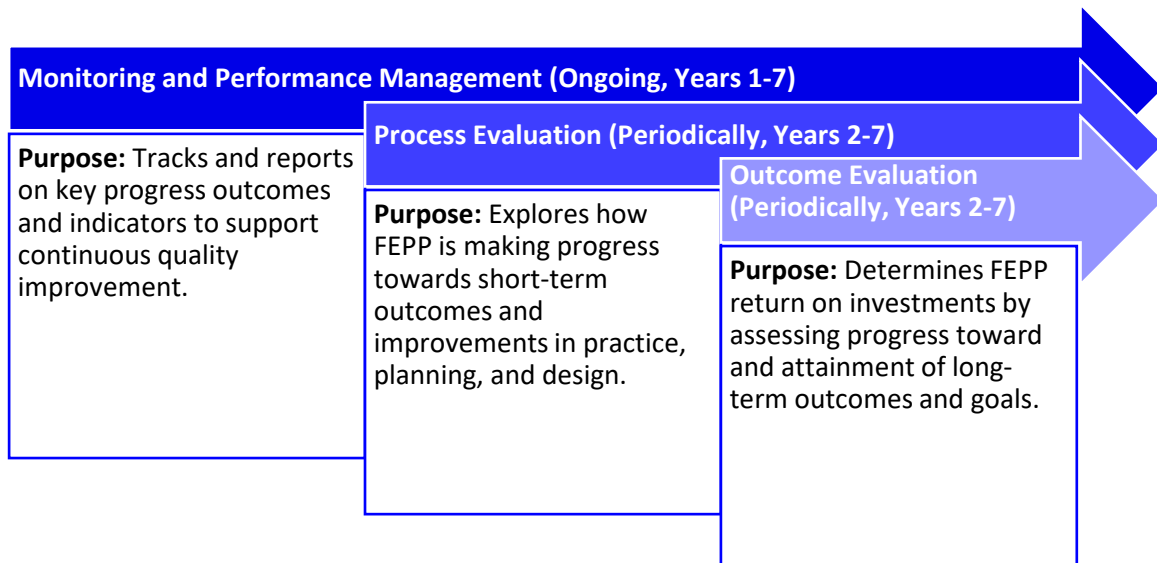 Monitoring and Performance Management (Ongoing, Years 1-7)
Purpose: Tracks and reports
on key progress outcomes
and indicators to support
continuous quality
improvement.
Process Evaluation (Periodically, Years 2-7)
Purpose: Explores how
FEPP is making progress
towards short-term
outcomes and
improvements in practice,
planning, and design.
Outcome Evaluation
(Periodically, Years 2-7)
Purpose: Determines FEPP
return on investments by
assessing progress toward
and attainment of long-
term outcomes and goals.